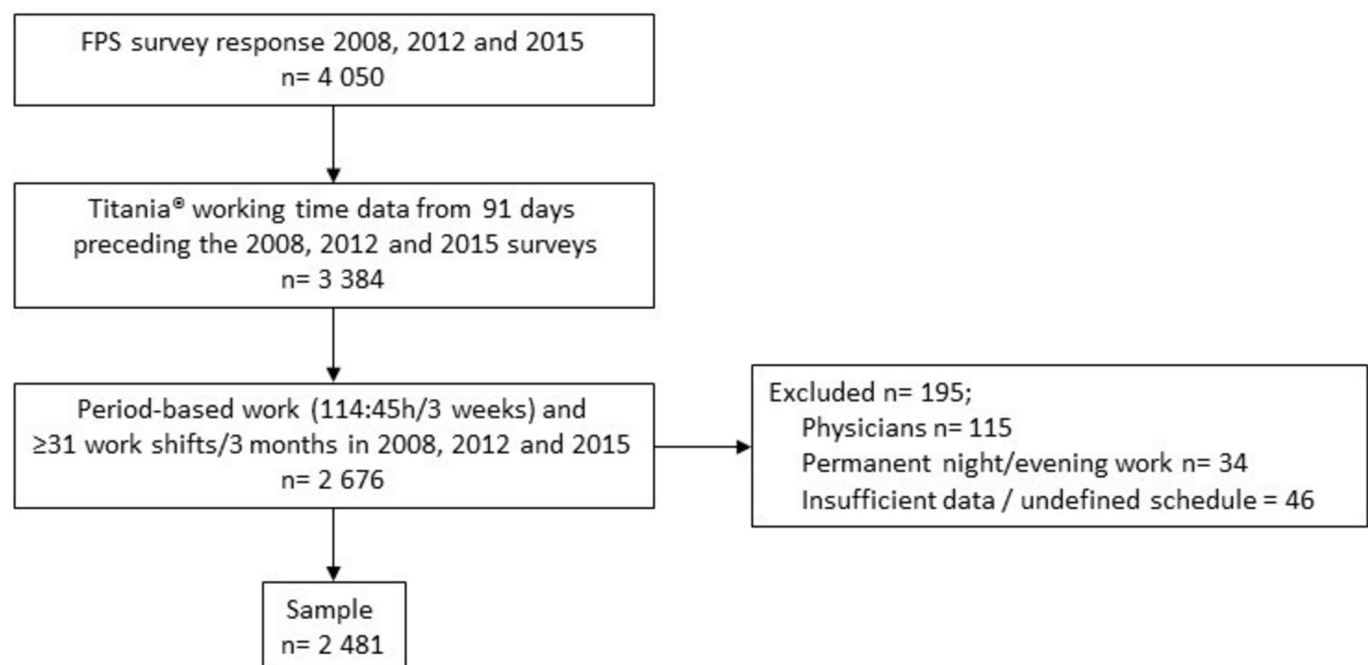 FPS survey response 2008, 2012 and 2015
n= 4 050
Titania® working time data from 91 days
preceding the 2008, 2012 and 2015 surveys
n= 3 384
Period-based work (114:45h/3 weeks) and
≥31 work shifts/3 months in 2008, 2012 and 2015
n= 2 676
Excluded n= 195;
Physicians n= 115
Permanent night/evening work n= 34
Insufficient data / undefined schedule = 46
Sample
n= 2 481